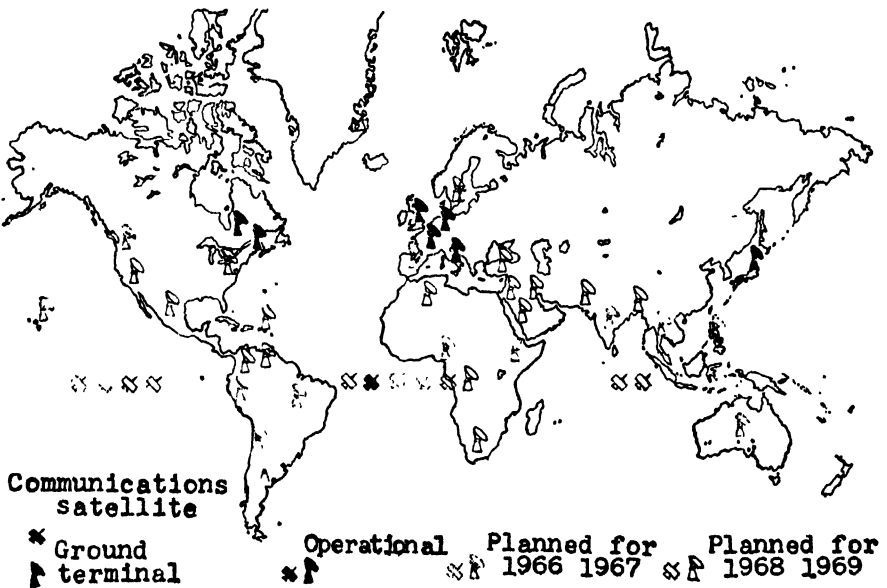 Communications
satellite
Ground
terminal
Operational
Planned for
1966 1967
Planned for
1968 1969